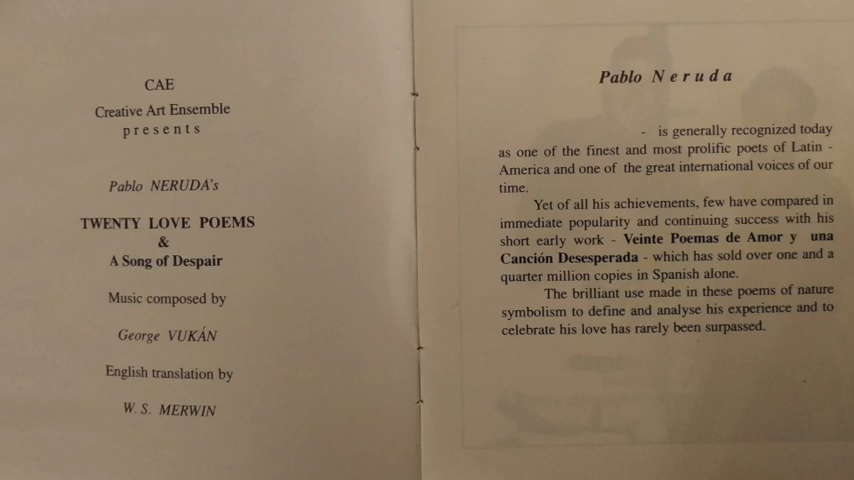 CAE
Creative Art Ensemble
presents
Pablo NERUDA's
TWENTY LOVE POEMS
&
A Song of Despair
Music composed by
George VUKÁN
English translation by
W. S. MERWIN
Pablo Neruda
- is generally recognized today
as one of the finest and most prolific poets of Latin -
America and one of the great international voices of our
time.
Yet of all his achievements, few have compared in
immediate popularity and continuing success with his
short early work - Veinte Poemas de Amor y una
Canción Desesperada - which has sold over one and a
quarter million copies in Spanish alone.
The brilliant use made in these poems of nature
symbolism to define and analyse his experience and to
celebrate his love has rarely been surpassed.